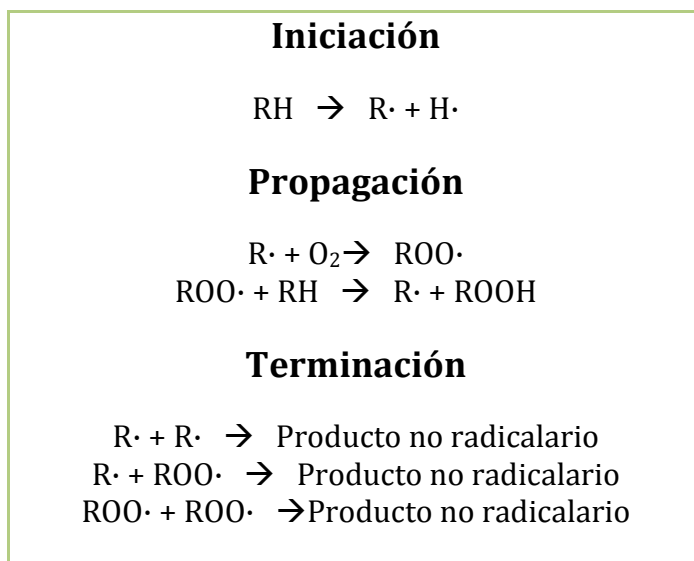 Iniciación
RH → R· + H·
Propagación
R· + O₂→ ROO·
ROO· + RH → R· + ROOH
Terminación
R· + R· → Producto no radicalario
R· + ROO· → Producto no radicalario
ROO· + ROO· →Producto no radicalario